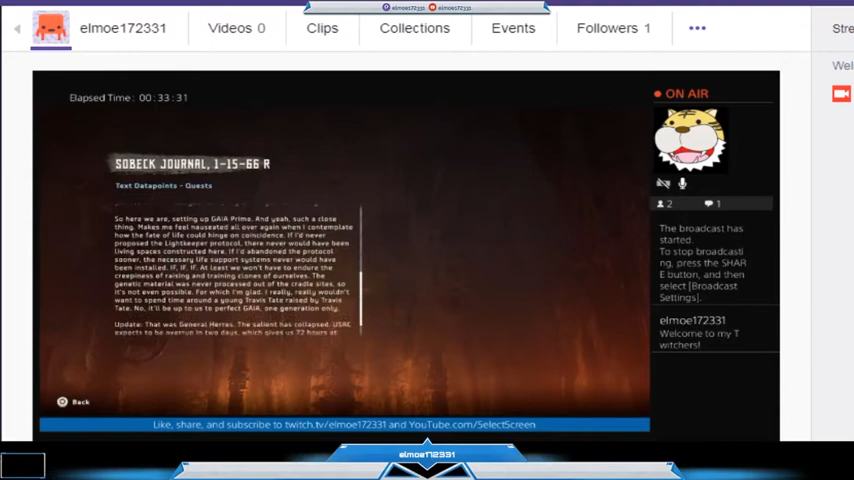 elmoe172331 elmoe172331
elmoe172331 Videos 0 Clips Collections Events Followers 1 ••• Stre
Wel
Elapsed Time : 00:33:31
ON AIR
SOBECK JOURNAL, 1-15-66 R
Text Datapoints - Quests
So here we are, setting up GAIA Prime. And yeah, such a close
thing. Makes me feel nauseated all over again when I contemplate
how the fate of life could hinge on coincidence. If I'd never
proposed the Lightkeeper protocol, there never would have been
living spaces constructed here. If I'd abandoned the protocol
sooner, the necessary life support systems never would have
been installed. IF, IF, IF. At least we won't have to endure the
creepiness of raising and training clones of ourselves. The
genetic material was never processed out of the cradle sites, so
it's not even possible. For which I'm glad. I really, really wouldn't
want to spend time around a young Travis Tate raised by Travis
Tate. No, it'll be up to us to perfect GAIA, one generation only.
Update: That was General Herres. The salient has collapsed. USRC
expects to be overrun in two days, which gives us 72 hours at
Back
2 1
The broadcast has
started.
To stop broadcasti
ng, press the SHAR
E button, and then
select [Broadcast
Settings].
elmoe172331
Welcome to my T
witchers!
Like, share, and subscribe to twitch.tv/elmoe172331 and YouTube.com/SelectScreen
elmoe172331